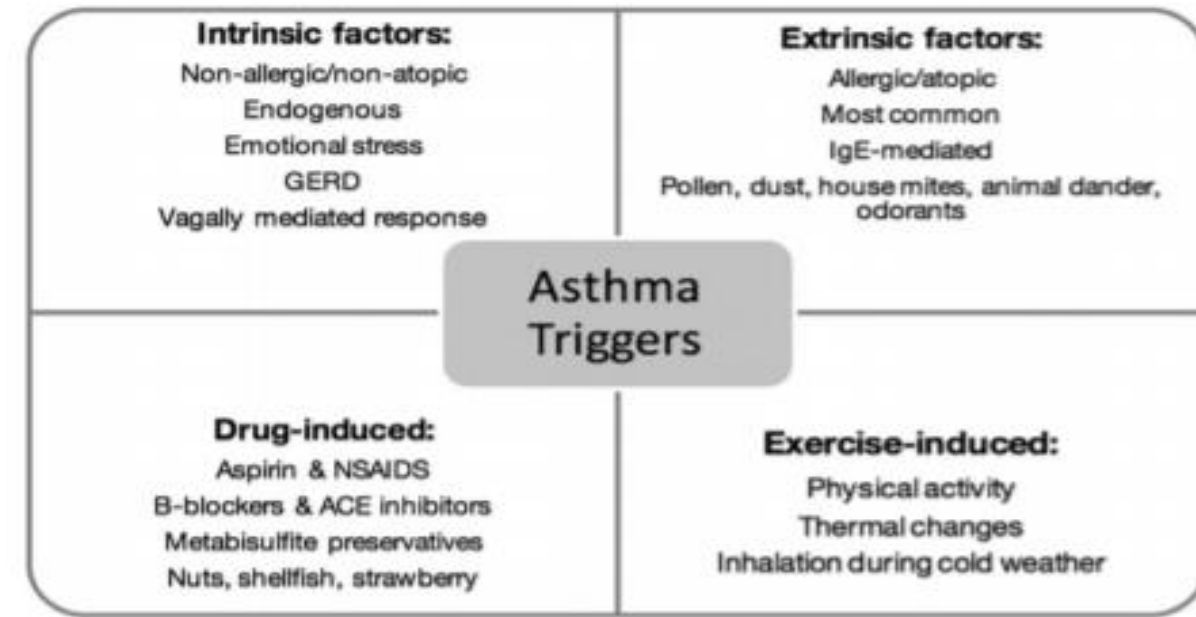 Intrinsic factors:
Non-allergic/non-atopic
Endogenous
Emotional stress
GERD
Vagally mediated response
Extrinsic factors:
Allergic/atopic
Most common
IgE-mediated
Pollen, dust, house mites, animal dander,
odorants
Asthma
Triggers
Drug-induced:
Aspirin & NSAIDS
B-blockers & ACE inhibitors
Metabisulfite preservatives
Nuts, shellfish, strawberry
Exercise-induced:
Physical activity
Thermal changes
Inhalation during cold weather